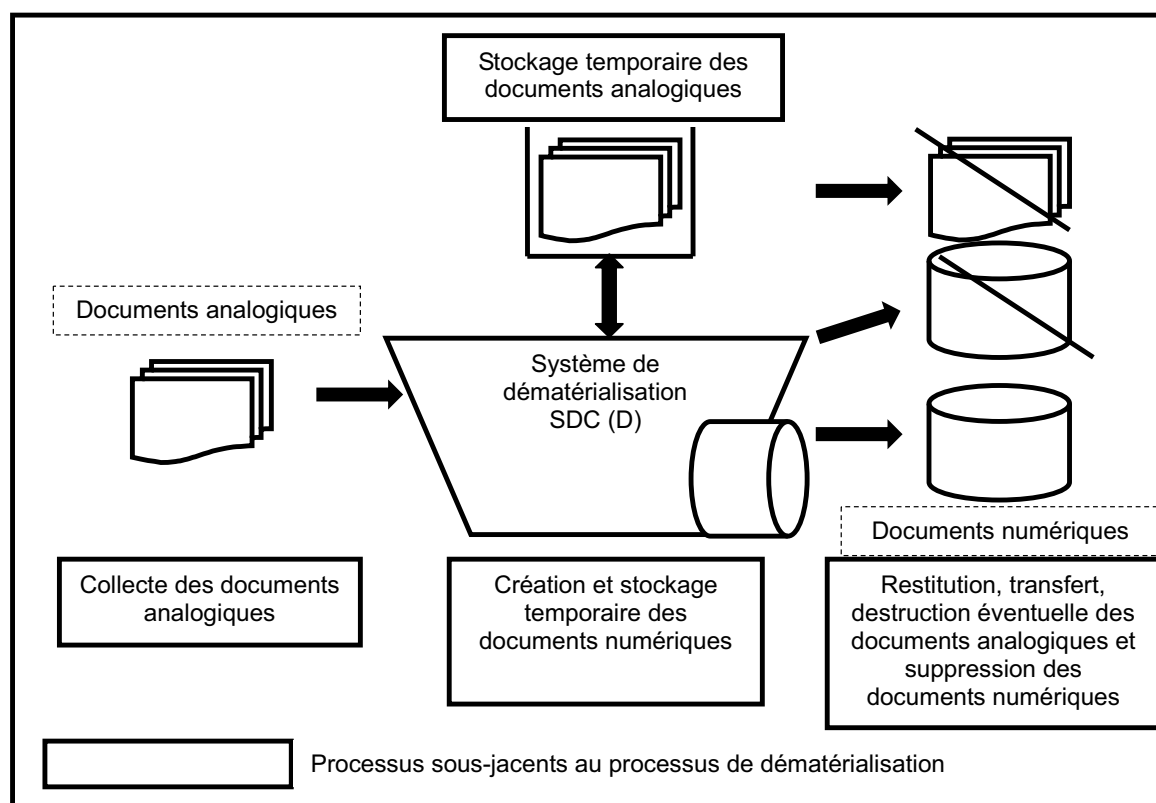 Stockage temporaire des
documents analogiques
Documents analogiques
Système de
dématérialisation
SDC (D)
Documents numériques
Collecte des documents
analogiques
Création et stockage
temporaire des
documents numériques
Restitution, transfert,
destruction éventuelle des
documents analogiques et
suppression des
documents numériques
Processus sous-jacents au processus de dématérialisation